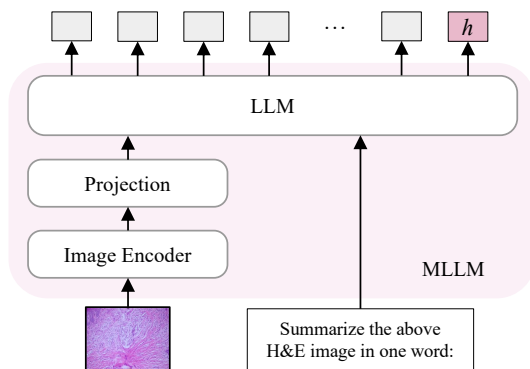 ... h
LLM
Projection
Image Encoder
MLLM
Summarize the above
H&E image in one word: